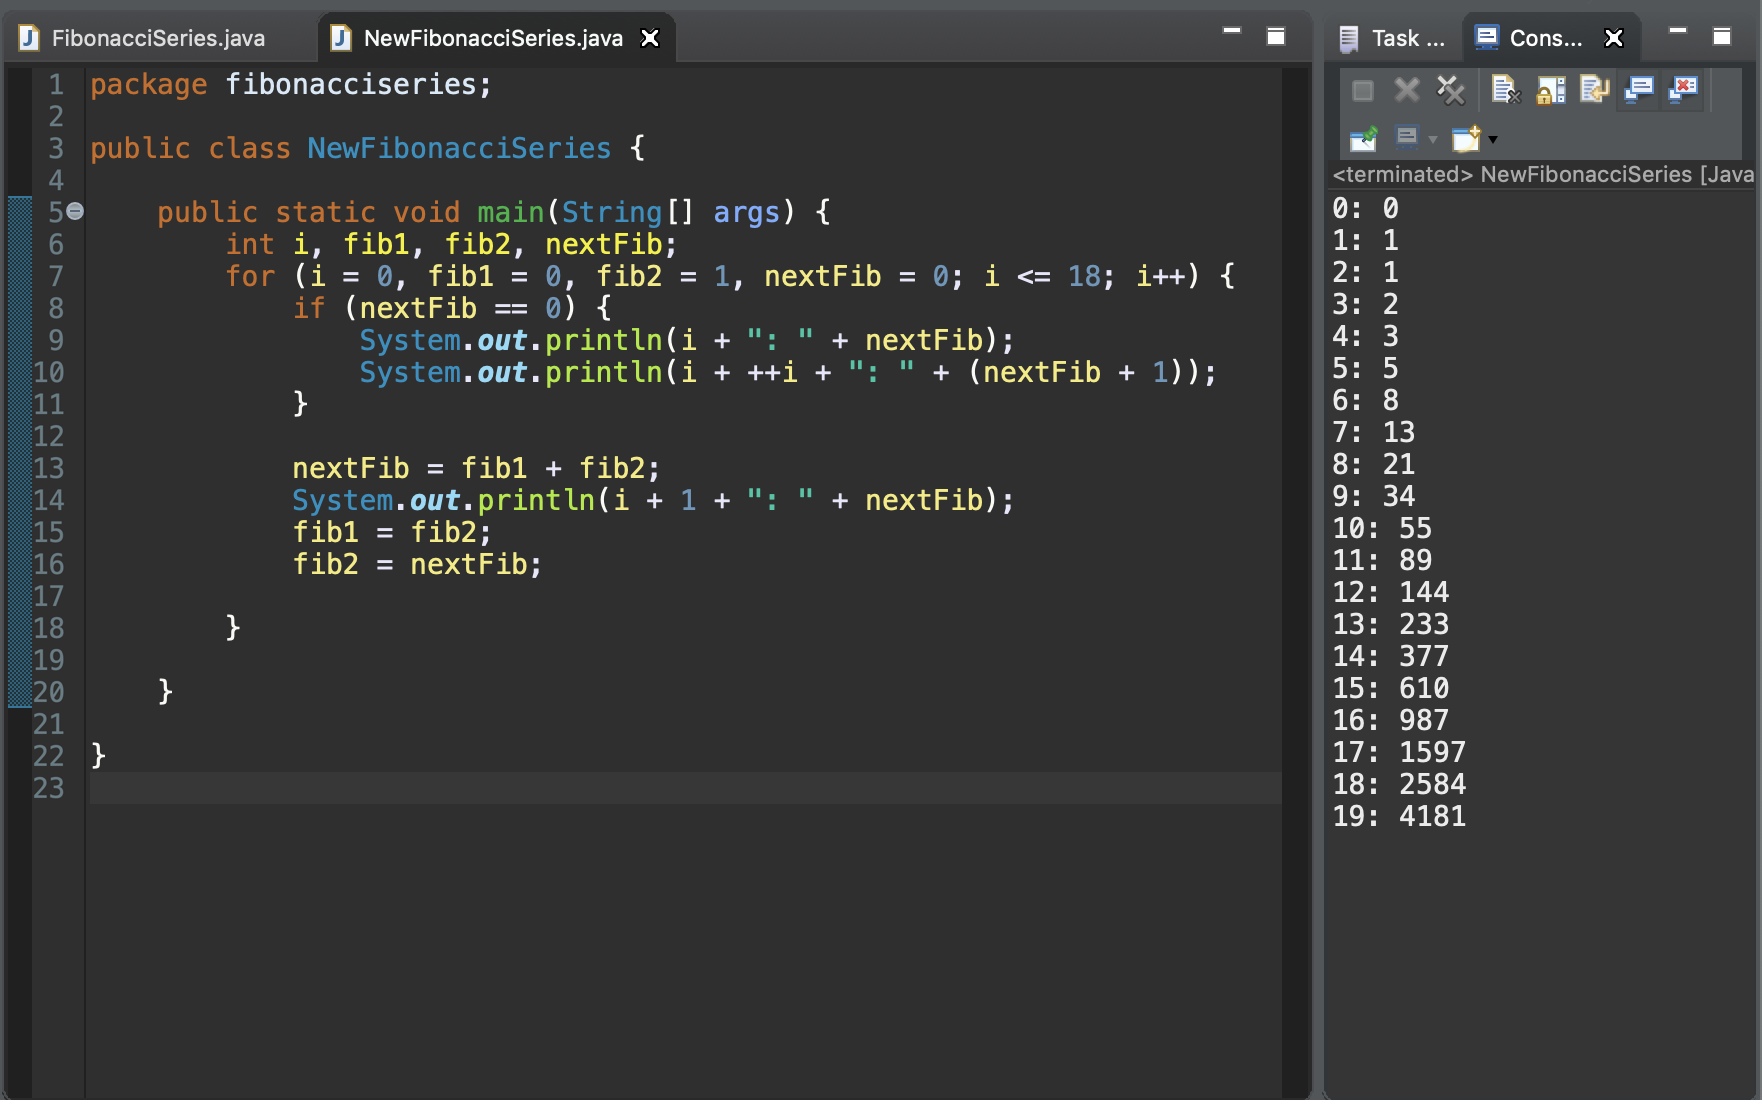 FibonacciSeries.java
NewFibonacciSeries.java
Task ...
Cons...
1 package fibonacciseries;
2
3 public class NewFibonacciSeries {
4
5 public static void main(String[] args) {
6 int i, fib1, fib2, nextFib;
7 for (i = 0, fib1 = 0, fib2 = 1, nextFib = 0; i <= 18; i++) {
8 if (nextFib == 0) {
9 System.out.println(i + ": " + nextFib);
10 System.out.println(i + ++i + ": " + (nextFib + 1));
11 }
12
13 nextFib = fib1 + fib2;
14 System.out.println(i + 1 + ": " + nextFib);
15 fib1 = fib2;
16 fib2 = nextFib;
17
18 }
19
20 }
21
22 }
23
<terminated> NewFibonacciSeries [Java
0: 0
1: 1
2: 1
3: 2
4: 3
5: 5
6: 8
7: 13
8: 21
9: 34
10: 55
11: 89
12: 144
13: 233
14: 377
15: 610
16: 987
17: 1597
18: 2584
19: 4181